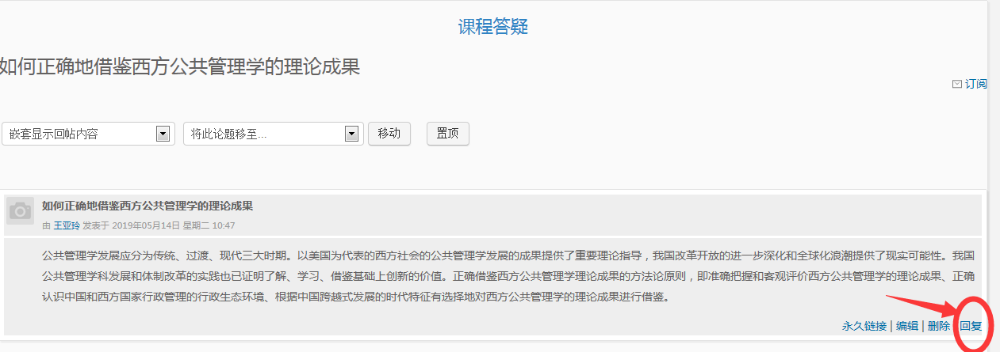 课程答疑
如何正确地借鉴西方公共管理学的理论成果
订阅
嵌套显示回帖内容 将此论题移至... 移动 置顶
如何正确地借鉴西方公共管理学的理论成果
由 王亚玲 发表于 2019年05月14日 星期二 10:47
公共管理学发展应分为传统、过渡、现代三大时期。以美国为代表的西方社会的公共管理学发展的成果提供了重要理论指导，我国改革开放的进一步深化和全球化浪潮提供了现实可能性。我国
公共管理学科发展和体制改革的实践也已证明了解、学习、借鉴基础上创新的价值。正确借鉴西方公共管理学理论成果的方法论原则，即准确把握和客观评价西方公共管理学的理论成果、正确
认识中国和西方国家行政管理的行政生态环境、根据中国跨越式发展的时代特征有选择地对西方公共管理学的理论成果进行借鉴。
永久链接 | 编辑 | 删除 回复